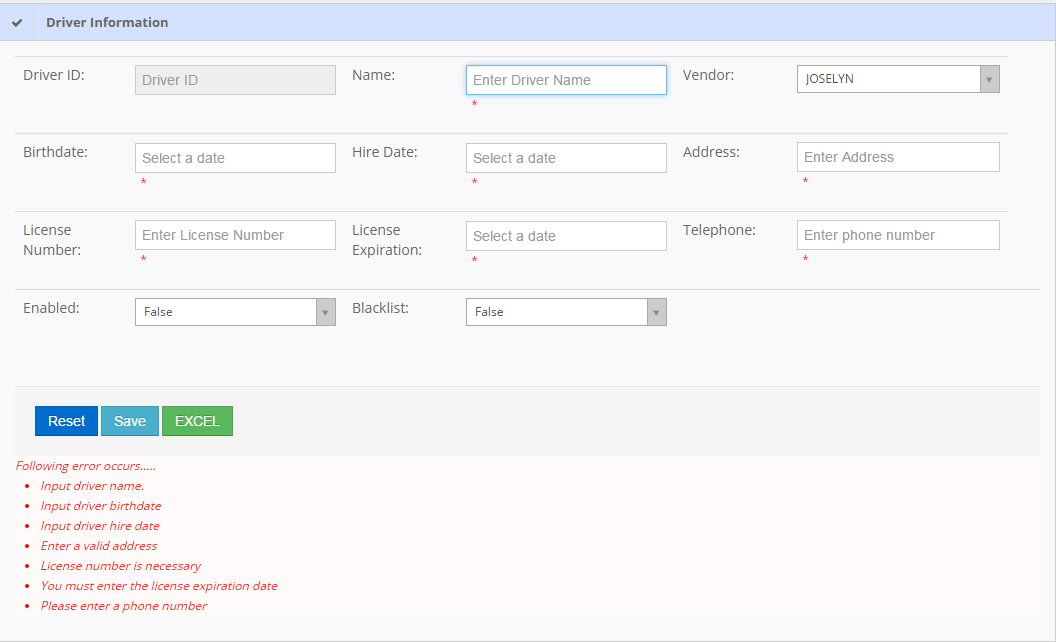 Driver Information
Driver ID: Driver ID Name: Enter Driver Name Vendor: JOSELYN
*
Birthdate: Select a date Hire Date: Select a date Address: Enter Address
* * *
License Number: Enter License Number License Expiration: Select a date Telephone: Enter phone number
* * *
Enabled: False Blacklist: False
Reset Save EXCEL
Following error occurs.....
• Input driver name.
• Input driver birthdate
• Input driver hire date
• Enter a valid address
• License number is necessary
• You must enter the license expiration date
• Please enter a phone number